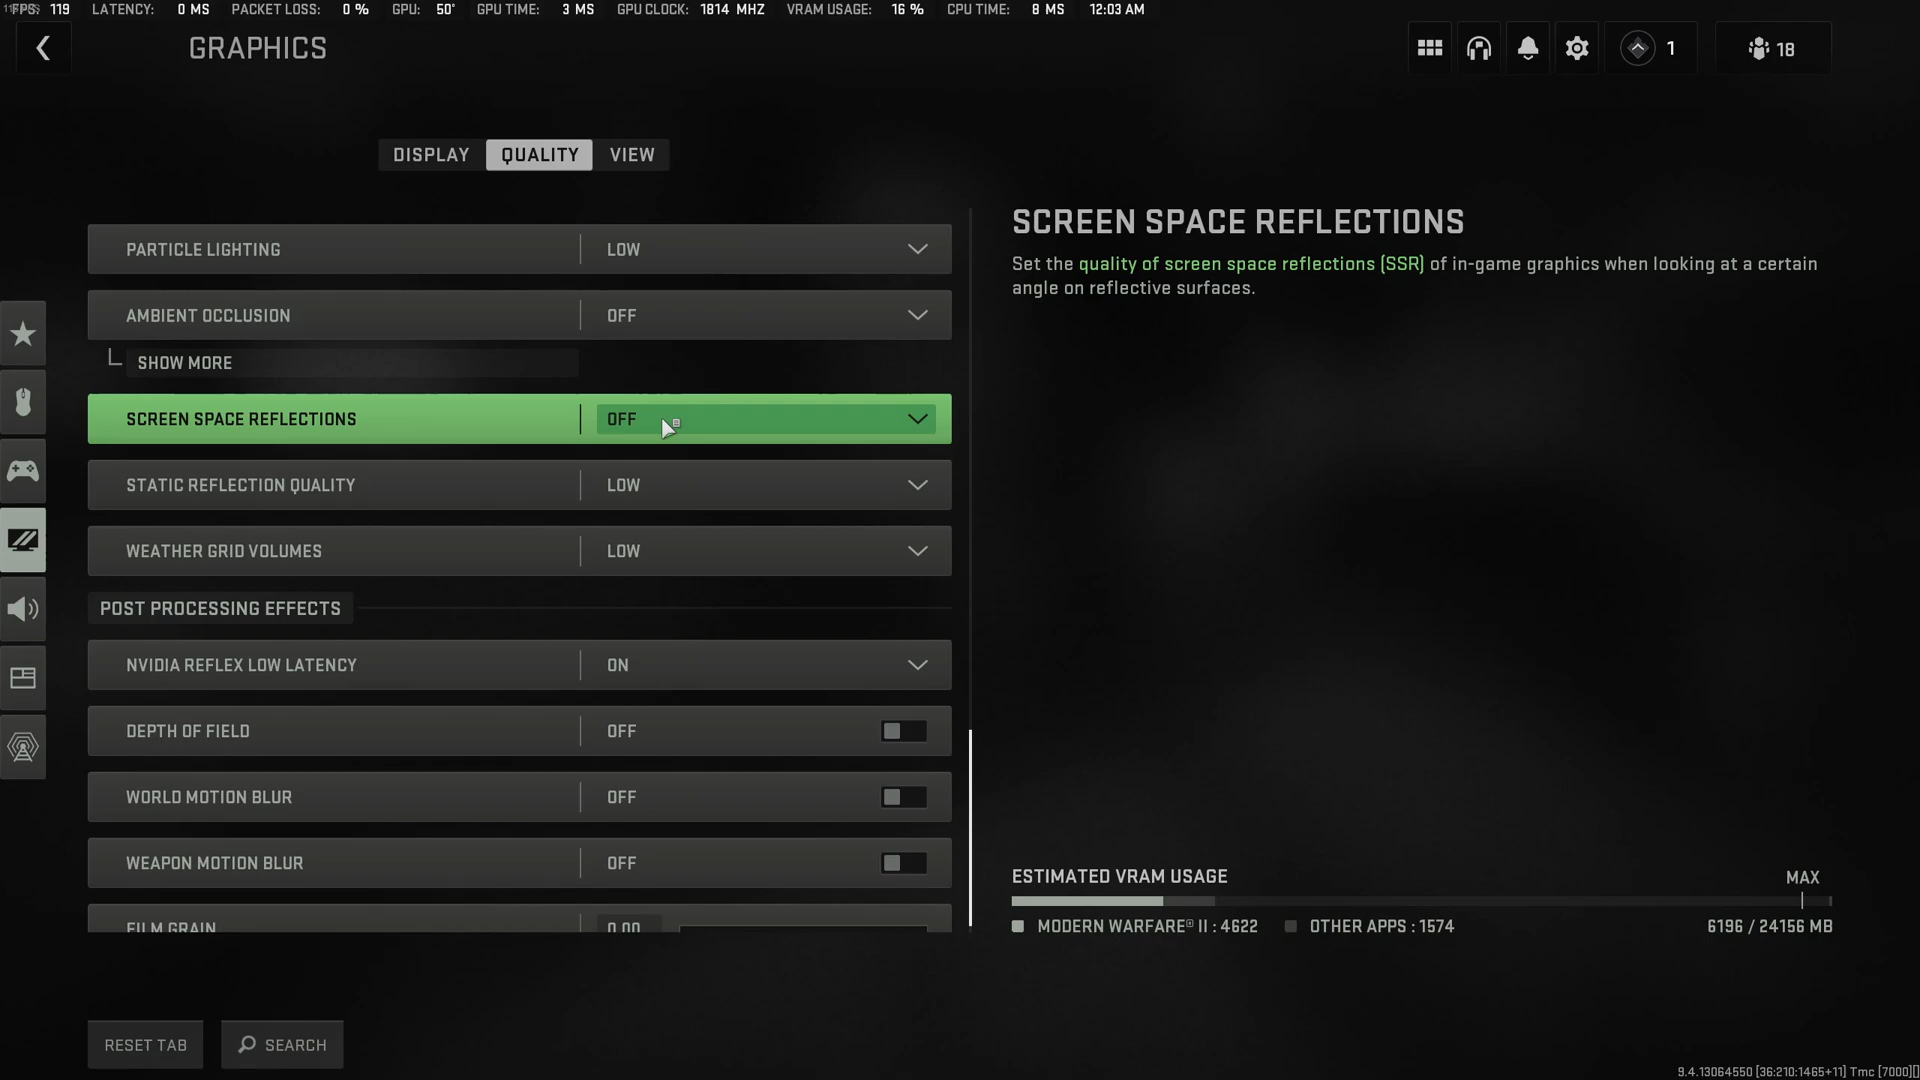 FPS: 119 LATENCY: 0 MS PACKET LOSS: 0 % GPU: 50° GPU TIME: 3 MS GPU CLOCK: 1814 MHZ VRAM USAGE: 16 % CPU TIME: 8 MS 12:03 AM
GRAPHICS
1
18
DISPLAY QUALITY VIEW
PARTICLE LIGHTING LOW
AMBIENT OCCLUSION OFF
SHOW MORE
SCREEN SPACE REFLECTIONS OFF
STATIC REFLECTION QUALITY LOW
WEATHER GRID VOLUMES LOW
POST PROCESSING EFFECTS
NVIDIA REFLEX LOW LATENCY ON
DEPTH OF FIELD OFF
WORLD MOTION BLUR OFF
WEAPON MOTION BLUR OFF
FILM GRAIN 0.00
SCREEN SPACE REFLECTIONS
Set the quality of screen space reflections (SSR) of in-game graphics when looking at a certain
angle on reflective surfaces.
ESTIMATED VRAM USAGE MAX
MODERN WARFARE® II : 4622 OTHER APPS : 1574 6196 / 24156 MB
RESET TAB SEARCH
9.4.13064550 [36:210:1465+11] Tmc [7000][]